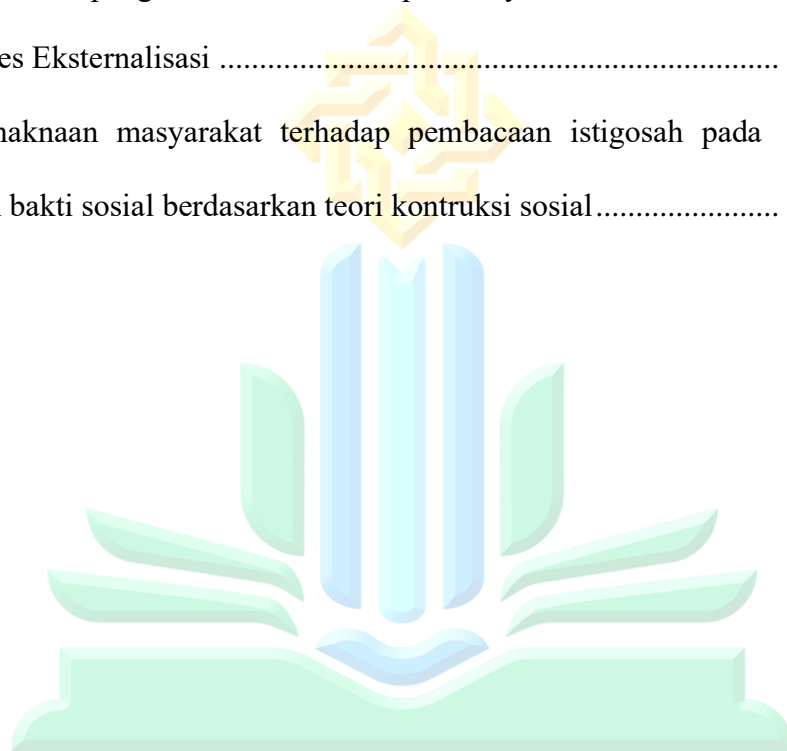 es Eksternalisasi ......................................................................
naknaan masyarakat terhadap pembacaan istigosah pada
bakti sosial berdasarkan teori kontruksi sosial.......................